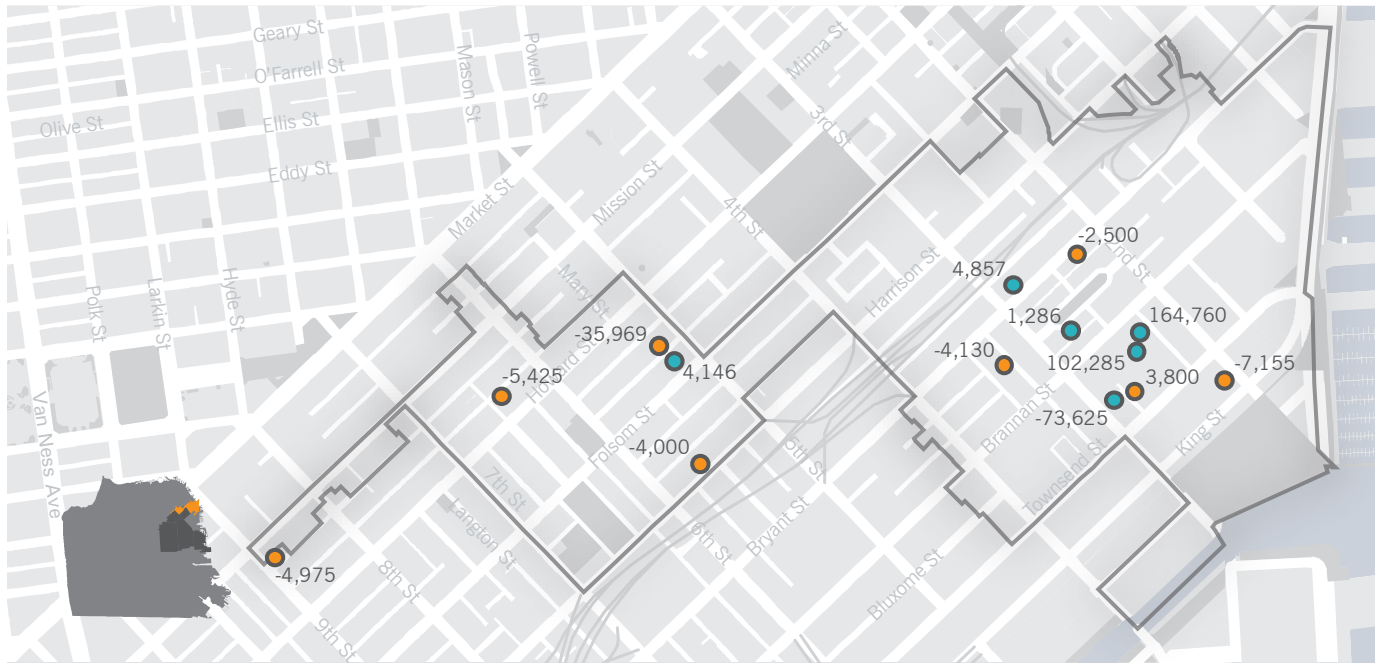 Geary St
O'Farrell St
Ellis St
Eddy St
Olive St
Mason St
Powell St
Minna St
3rd St
Mission St
Market St
4th St
Polk St
Larkin St
Hyde St
Mary St
Howard St
Harrison St
2nd St
-2,500
4,857
1,286
164,760
102,285
-4,130
3,800
-7,155
-73,625
-35,969
4,146
-5,425
-4,000
Folsom St
Brannan St
King St
Townsend St
Van Ness Ave
7th St
Langton St
5th St
6th St
Bryant St
8th St
9th St
Bluxome St
-4,975